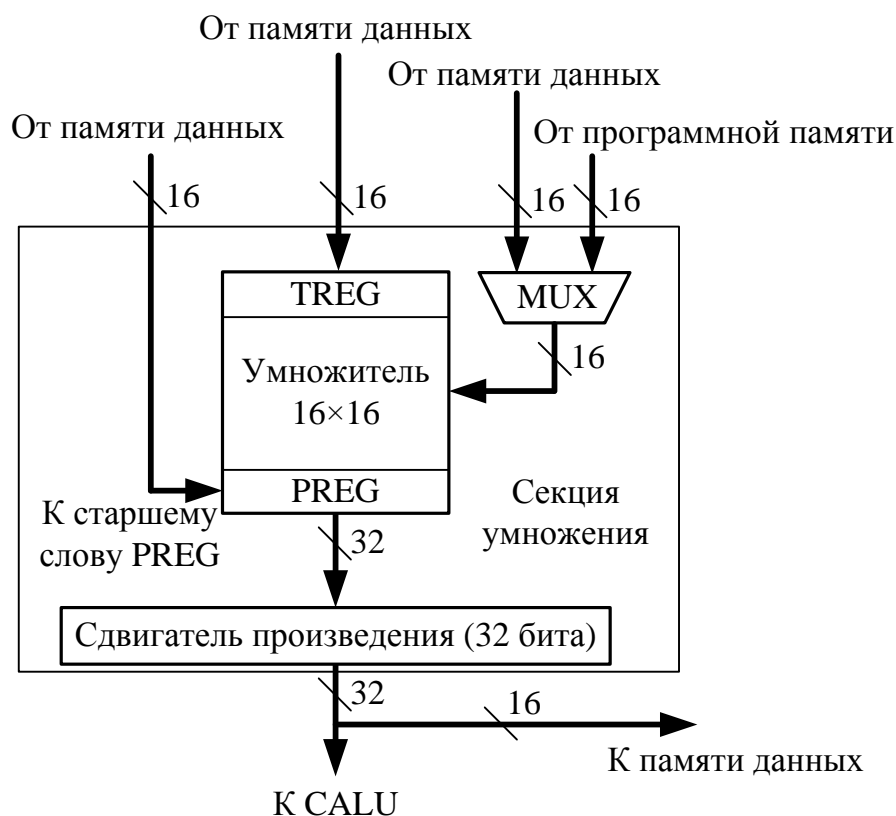 От памяти данных
От памяти данных
От программной памяти
От памяти данных
16
16
16
16
TREG
MUX
16
Умножитель
16×16
PREG
К старшему
слову PREG
Секция
умножения
32
Сдвигатель произведения (32 бита)
32
16
К памяти данных
К CALU